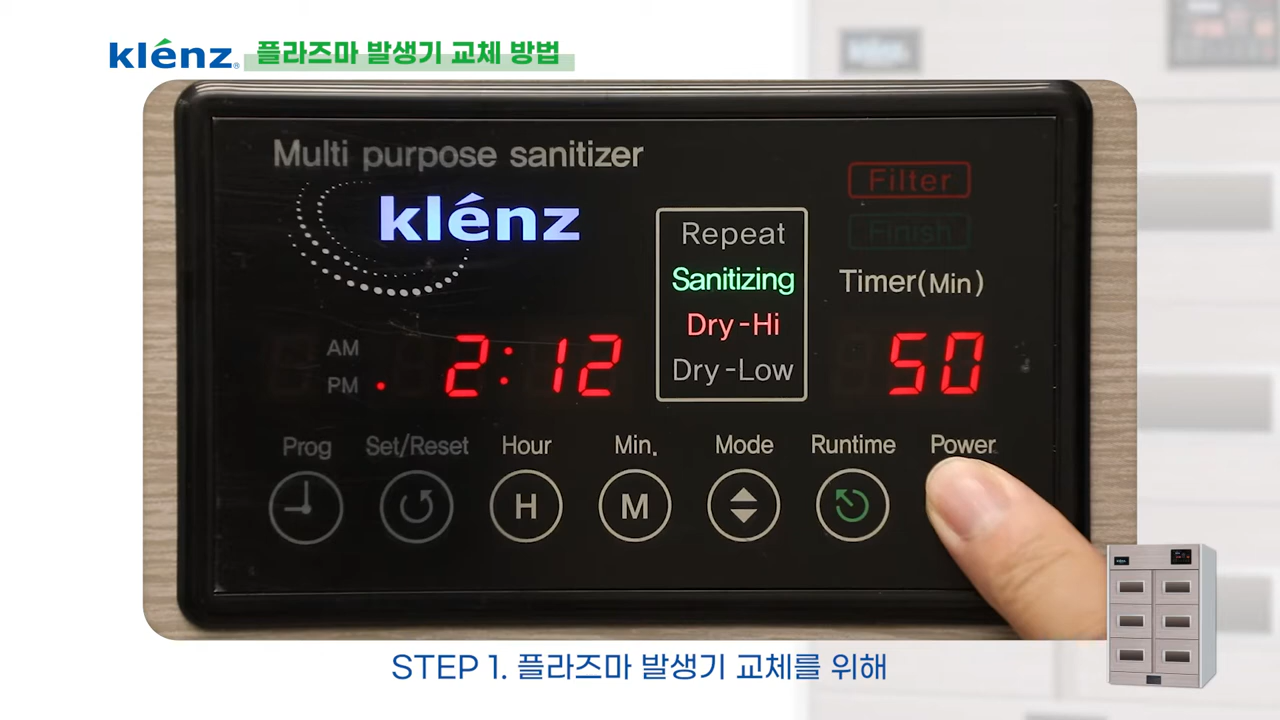 klénz® 플라즈마 발생기 교체 방법
Multi purpose sanitizer
klénz
Filter
Finish
Repeat
Sanitizing
Dry-Hi
Dry-Low
Timer(Min)
AM
PM
2:12
50
Prog Set/Reset Hour Min. Mode Runtime Power
H M
STEP 1. 플라즈마 발생기 교체를 위해